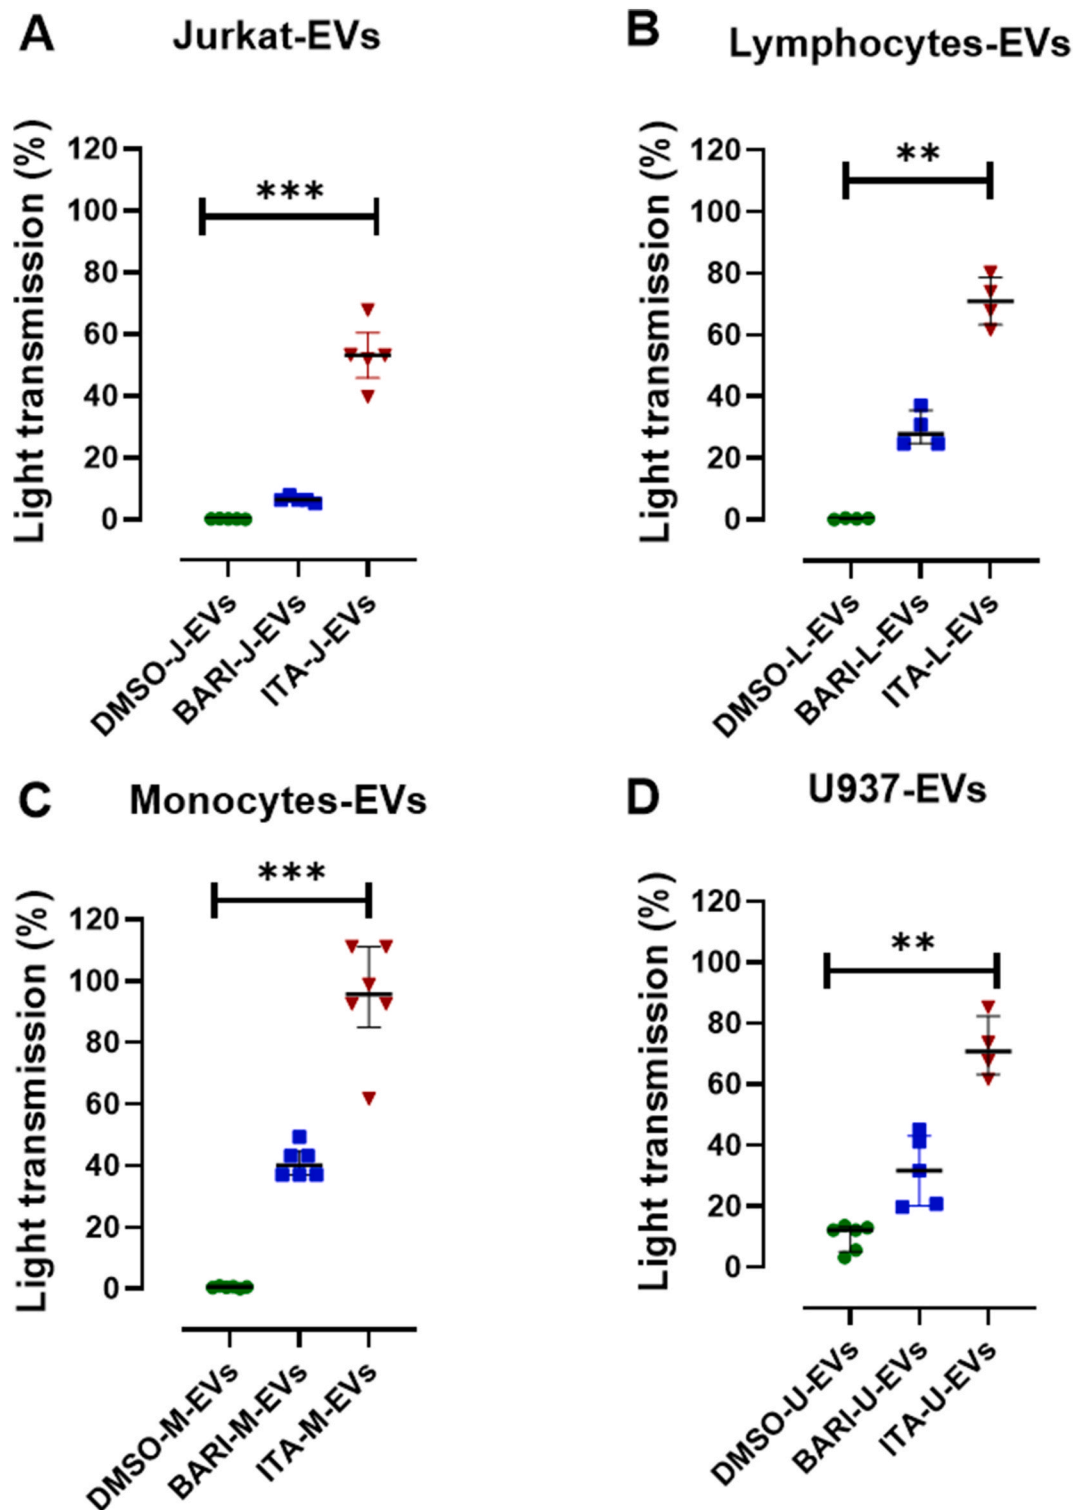 A
Jurkat-EVs
Light transmission (%)
120
100
80
60
40
20
0
***
DMSO-J-EVs
BARI-J-EVs
ITA-J-EVs
B
Lymphocytes-EVs
Light transmission (%)
120
100
80
60
40
20
0
**
DMSO-L-EVs
BARI-L-EVs
ITA-L-EVs
C
Monocytes-EVs
Light transmission (%)
120
100
80
60
40
20
0
***
DMSO-M-EVs
BARI-M-EVs
ITA-M-EVs
D
U937-EVs
Light transmission (%)
120
100
80
60
40
20
0
**
DMSO-U-EVs
BARI-U-EVs
ITA-U-EVs